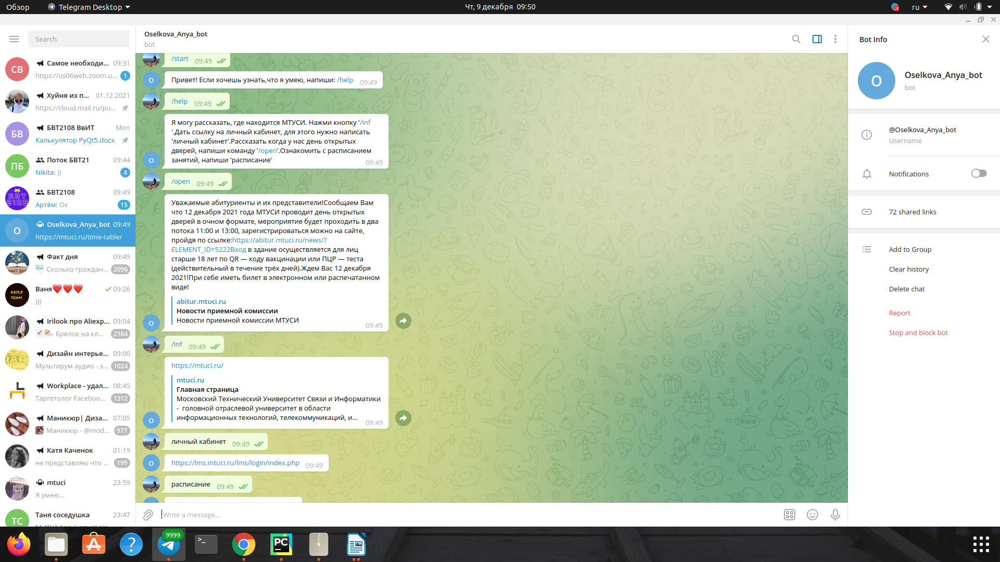 Обзор
Telegram Desktop
Чт, 9 декабря 09:50
ru
Search
Самое необходи... 09:31
https://us06web.zoom.u... 1
Хуйня из п... 01.12.2021
https://cloud.mail.ru/pu...
БВ
БВТ2108 ВвИТ Mon
Калькулятор PyQt5.docx
ПБ
Поток БВТ21 09:44
Nikita: )) 4
БВТ2108 09:49
Артём: Ок 15
O
Oselkova_Anya_bot 09:49
https://mtuci.ru/time-table/
Факт дня 09:49
Сколько граждан... 2096
KRYLE TEAM
Ваня❤️❤️❤️ 09:26
)))
Irilook про Aliexp... 09:04
Брелок на кл... 2184
Дизайн интерье... 09:00
Мультирум аудио - э... 1024
Workplace - удал... 08:45
Таргетолог Faceboo... 1312
Маникюр| Диза... 07:05
Маникюр - @mod... 977
Катя Каченок 01:19
не представляю что ... 199
mtuci 23:59
Я умею...
ТС
Таня соседушка 23:47
СВ
Oselkova_Anya_bot
bot
/start 09:49
Привет! Если хочешь узнать,что я умею, напиши: /help 09:49
/help 09:49
Я могу рассказать, где находится МТУСИ. Нажми кнопку '/inf
'.Дать ссылку на личный кабинет, для этого нужно написать
'личный кабинет'.Рассказать когда у нас день открытых
дверей, напиши команду '/open'.Ознакомить с расписанием
занятий, напиши 'расписание' 09:49
/open 09:49
Уважаемые абитуриенты и их представители!Сообщаем Вам
что 12 декабря 2021 года МТУСИ проводит день открытых
дверей в очном формате, мероприятие будет проходить в два
потока 11:00 и 13:00, зарегистрироваться можно на сайте,
пройдя по ссылке:https://abitur.mtuci.ru/news/?
ELEMENT_ID=5222Вход в здание осуществляется для лиц
старше 18 лет по QR — коду вакцинации или ПЦР — теста
(действительный в течение трёх дней).Ждем Вас 12 декабря
2021!При себе иметь билет в электронном или распечатанном
виде!
abitur.mtuci.ru
Новости приемной комиссии
Новости приемной комиссии МТУСИ
09:49
/inf 09:49
https://mtuci.ru/
mtuci.ru
Главная страница
Московский Технический Университет Связи и Информатики
- головной отраслевой университет в области
информационных технологий, телекоммуникаций, и...
09:49
личный кабинет 09:49
https://lms.mtuci.ru/lms/login/index.php 09:49
расписание 09:49
Write a message...
Bot Info
O
Oselkova_Anya_bot
bot
@Oselkova_Anya_bot
Username
Notifications
72 shared links
Add to Group
Clear history
Delete chat
Report
Stop and block bot
9999
PC